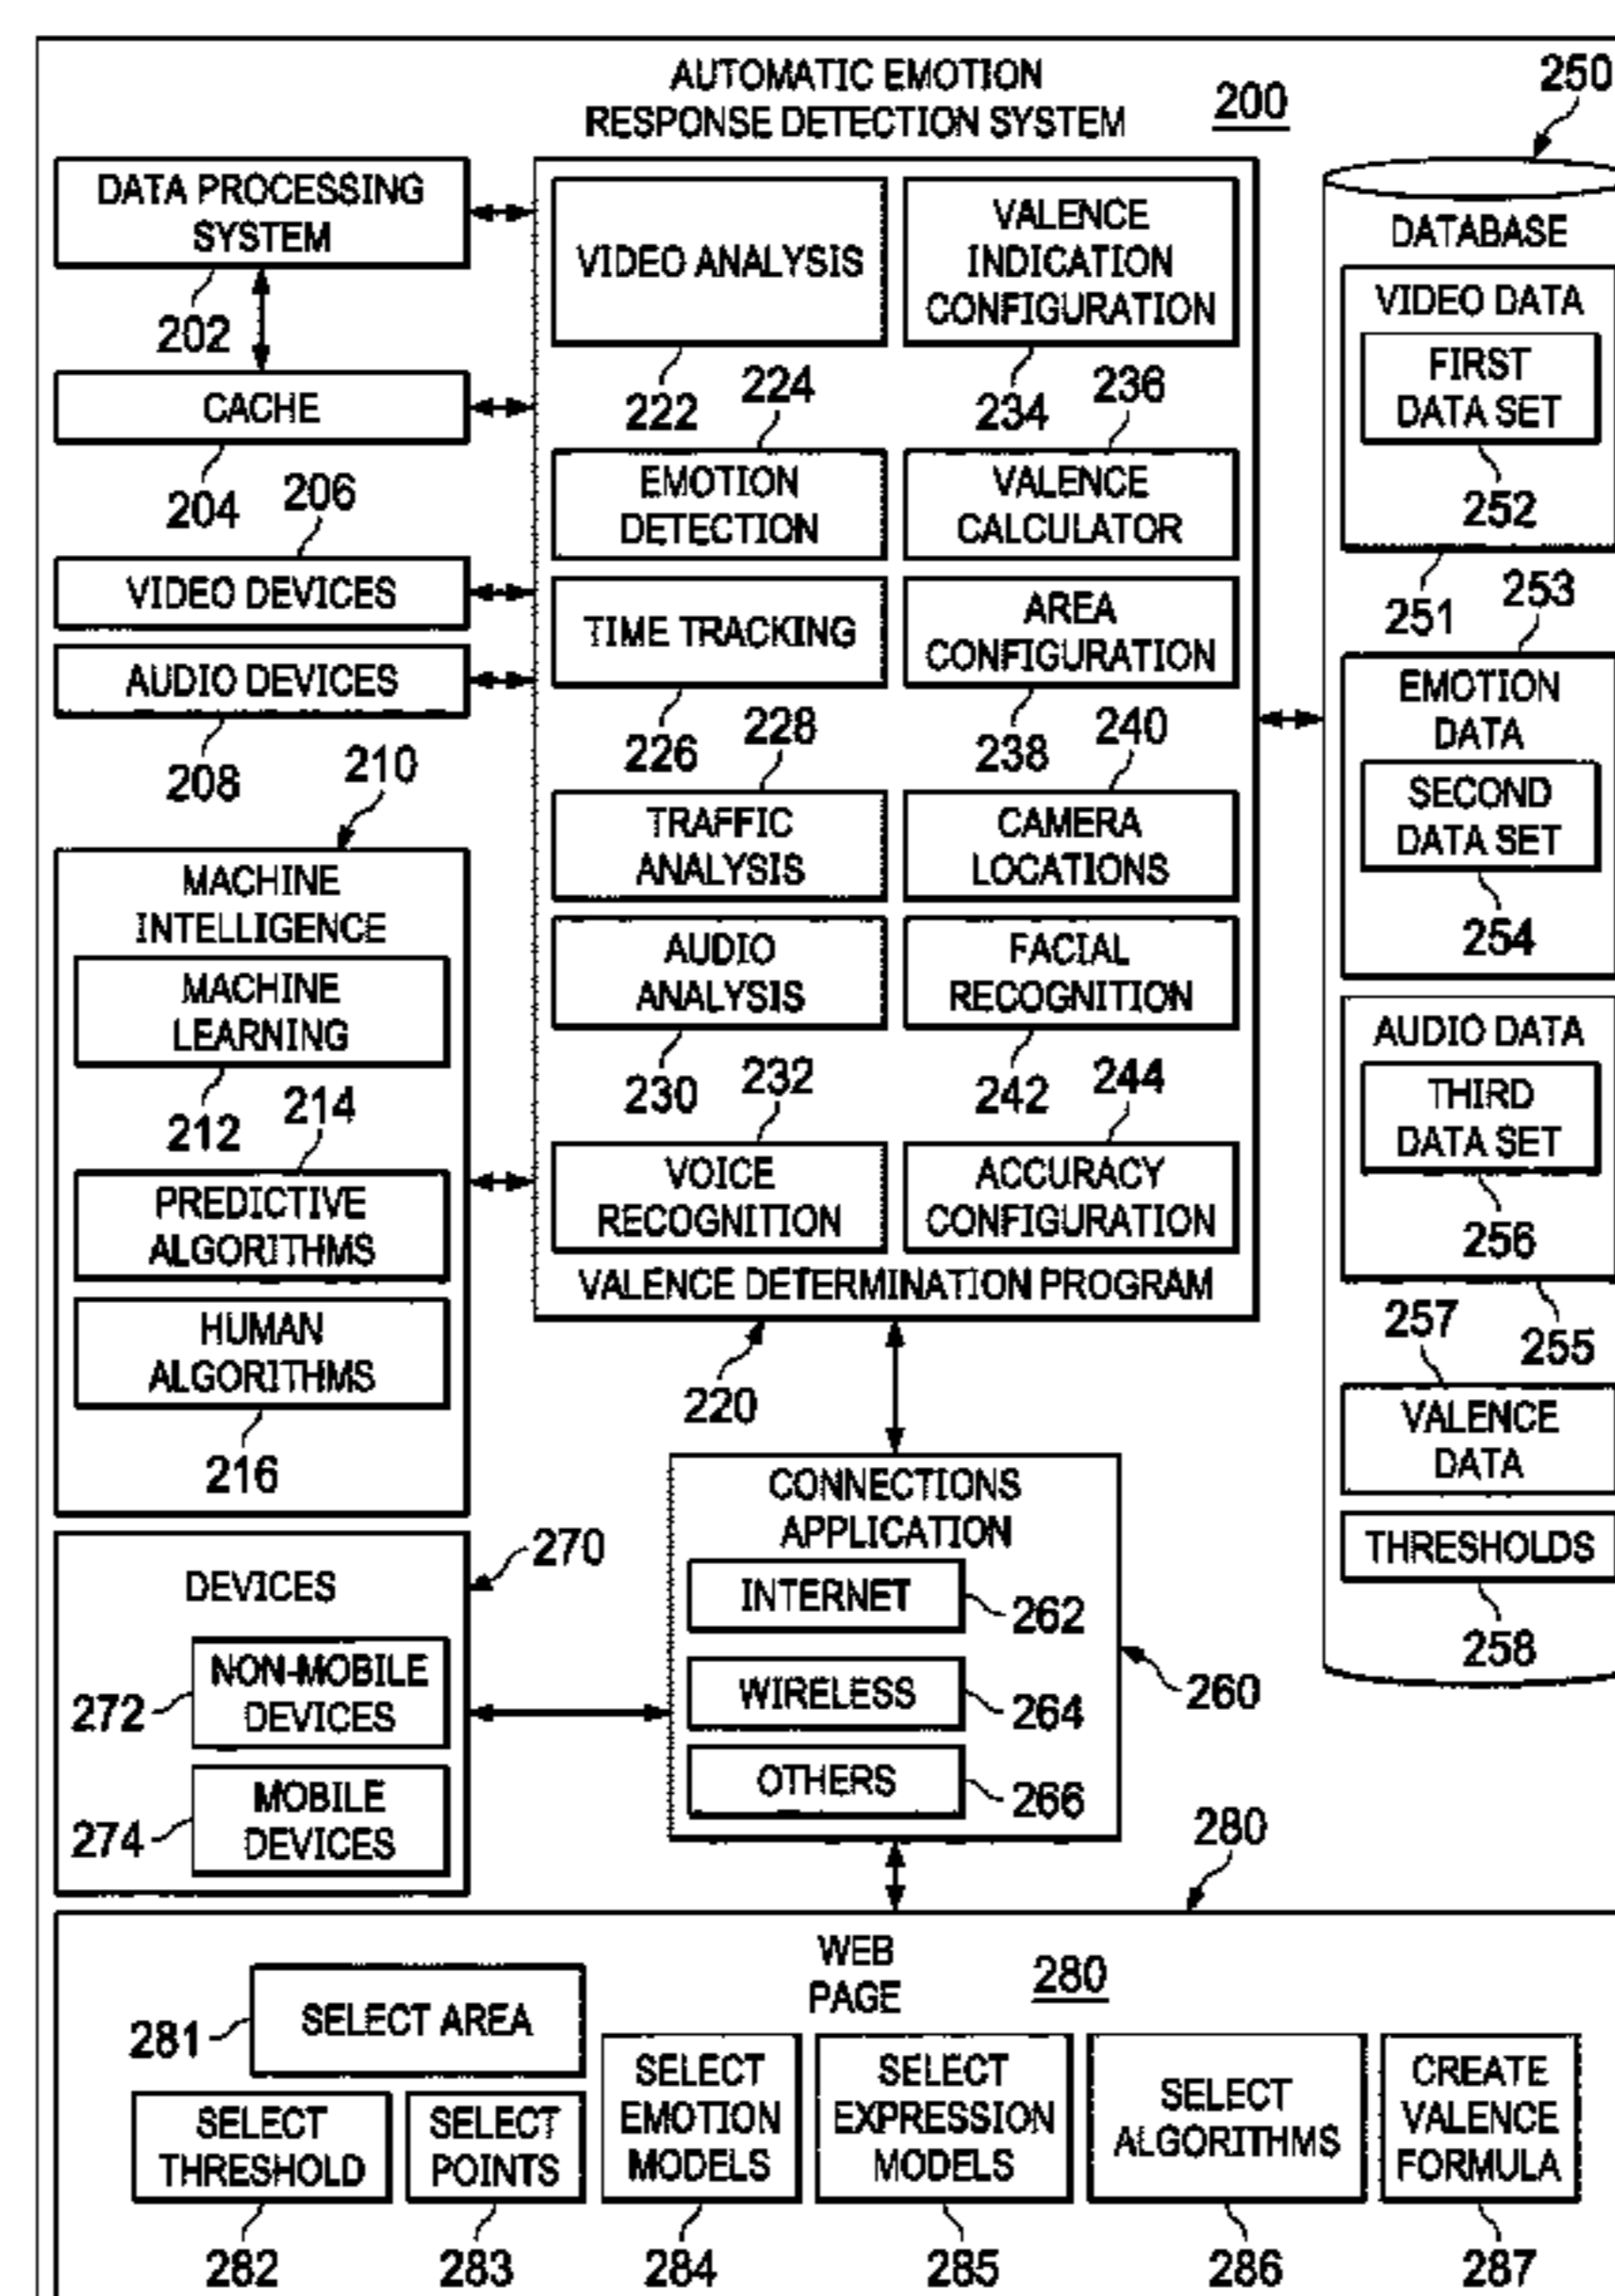 AUTOMATIC EMOTION
RESPONSE DETECTION SYSTEM
200
250
DATA PROCESSING
SYSTEM
202
CACHE
204
206
VIDEO DEVICES
AUDIO DEVICES
208
210
MACHINE
INTELLIGENCE
MACHINE
LEARNING
212
214
PREDICTIVE
ALGORITHMS
HUMAN
ALGORITHMS
216
VIDEO ANALYSIS
222
VALENCE
INDICATION
CONFIGURATION
234
224
EMOTION
DETECTION
236
VALENCE
CALCULATOR
TIME TRACKING
226
AREA
CONFIGURATION
238
228
TRAFFIC
ANALYSIS
240
CAMERA
LOCATIONS
AUDIO
ANALYSIS
230
FACIAL
RECOGNITION
242
232
VOICE
RECOGNITION
244
ACCURACY
CONFIGURATION
VALENCE DETERMINATION PROGRAM
220
DATABASE
VIDEO DATA
FIRST
DATA SET
252
251
253
EMOTION
DATA
SECOND
DATA SET
254
AUDIO DATA
THIRD
DATA SET
256
255
257
VALENCE
DATA
THRESHOLDS
258
DEVICES
270
NON-MOBILE
DEVICES
272
MOBILE
DEVICES
274
CONNECTIONS
APPLICATION
INTERNET
262
WIRELESS
264
OTHERS
266
260
280
WEB
PAGE
280
SELECT AREA
281
SELECT
THRESHOLD
282
SELECT
POINTS
283
SELECT
EMOTION
MODELS
284
SELECT
EXPRESSION
MODELS
285
SELECT
ALGORITHMS
286
CREATE
VALENCE
FORMULA
287